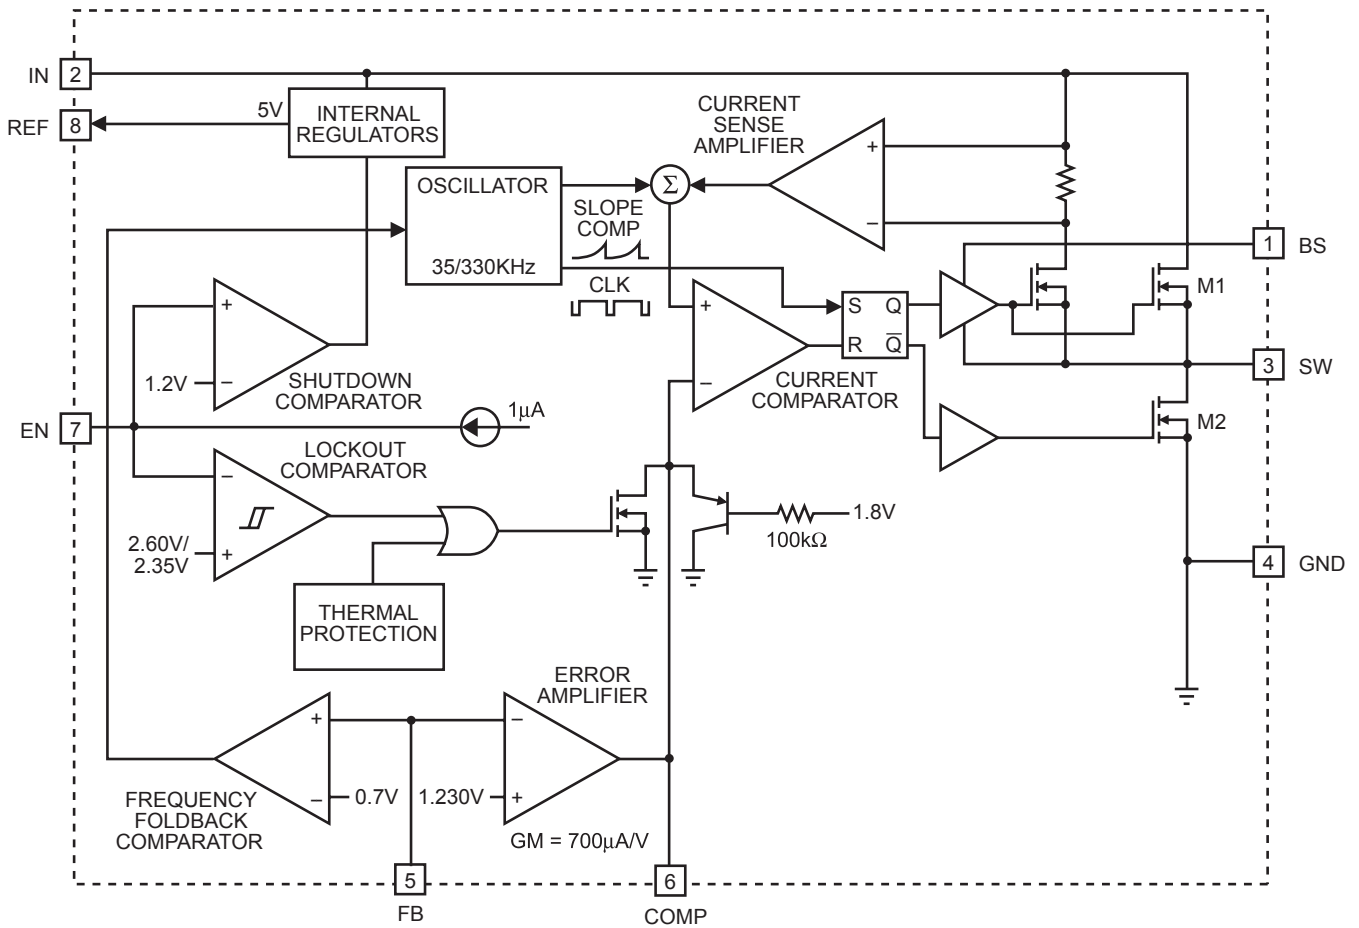 IN 2
REF 8
5V
INTERNAL
REGULATORS
CURRENT
SENSE
AMPLIFIER
+
−
OSCILLATOR
35/330KHz
Σ
SLOPE
COMP
CLK
1 BS
M1
3 SW
M2
+
−
1.2V
SHUTDOWN
COMPARATOR
+
−
CURRENT
COMPARATOR
S Q
R Q̅
EN 7
1μA
LOCKOUT
COMPARATOR
−
+
2.60V/
2.35V
1.8V
100kΩ
4 GND
THERMAL
PROTECTION
ERROR
AMPLIFIER
+
−
0.7V
−
+
1.230V
FREQUENCY
FOLDBACK
COMPARATOR
GM = 700μA/V
5
FB
6
COMP